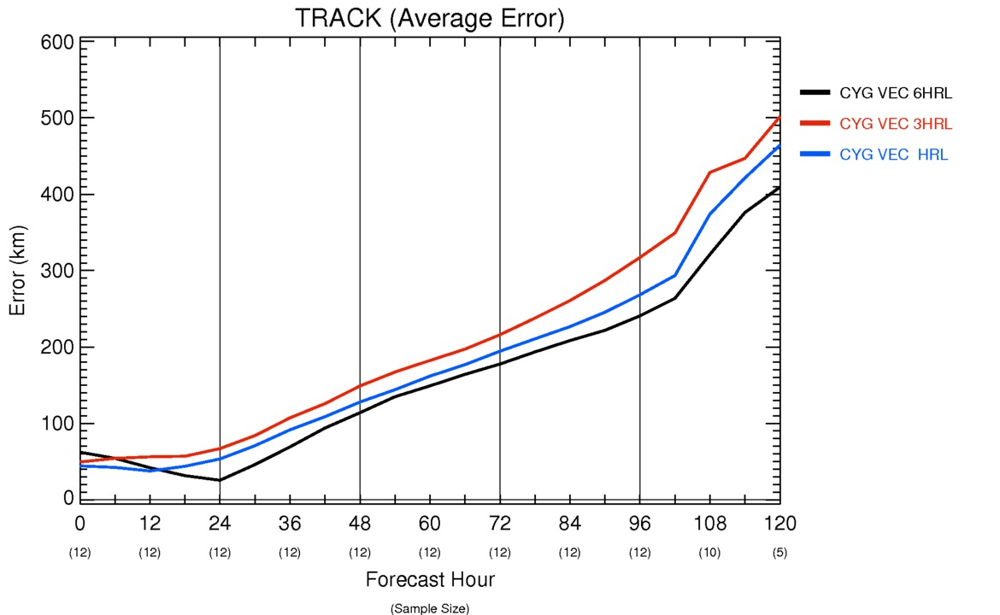 TRACK (Average Error)
600
500
400
300
200
100
0
Error (km)
CYG VEC 6HRL
CYG VEC 3HRL
CYG VEC  HRL
0 12 24 36 48 60 72 84 96 108 120
(12) (12) (12) (12) (12) (12) (12) (12) (12) (10) (5)
Forecast Hour
(Sample Size)